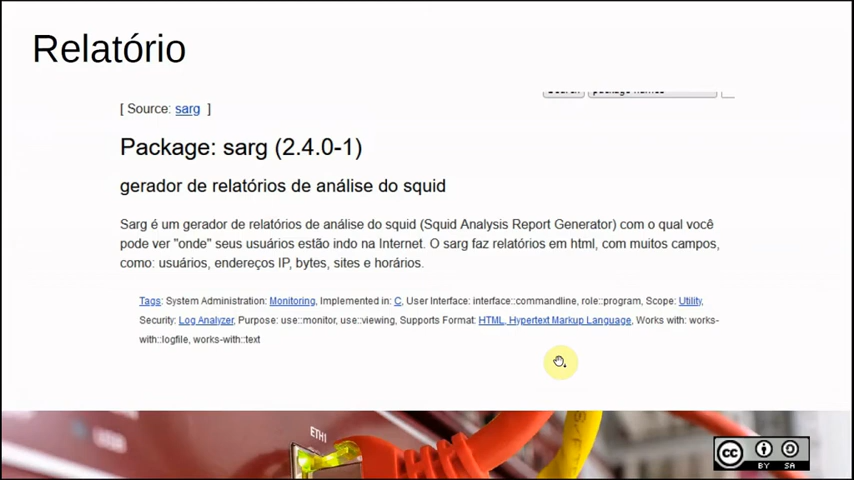 Relatório
[ Source: sarg ]
Package: sarg (2.4.0-1)
gerador de relatórios de análise do squid
Sarg é um gerador de relatórios de análise do squid (Squid Analysis Report Generator) com o qual você
pode ver "onde" seus usuários estão indo na Internet. O sarg faz relatórios em html, com muitos campos,
como: usuários, endereços IP, bytes, sites e horários.
Tags: System Administration: Monitoring, Implemented in: C, User Interface: interface::commandline, role::program, Scope: Utility,
Security: Log Analyzer, Purpose: use::monitor, use::viewing, Supports Format: HTML, Hypertext Markup Language, Works with: works-
with::logfile, works-with::text
ETH1
cc
BY SA